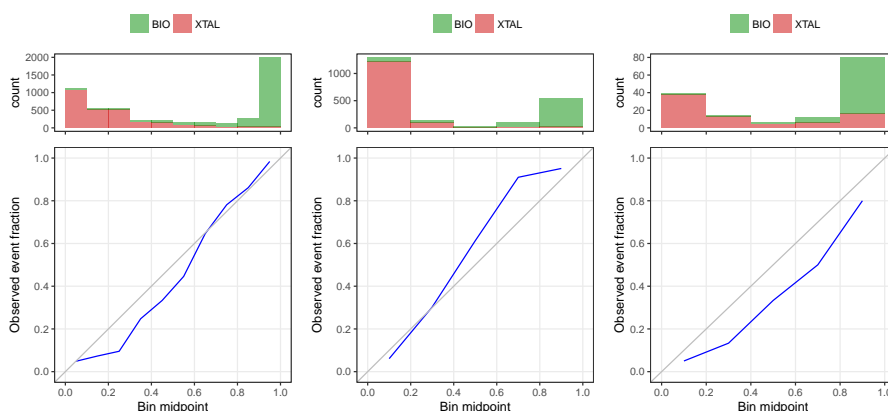 BIO XTAL
BIO XTAL
BIO XTAL
2000
1500
1000
500
0
count
1000
500
0
count
80
60
40
20
0
count
1.0
0.8
0.6
0.4
0.2
0.0
Observed event fraction
0.0 0.2 0.4 0.6 0.8 1.0
Bin midpoint
1.0
0.8
0.6
0.4
0.2
0.0
Observed event fraction
0.0 0.2 0.4 0.6 0.8 1.0
Bin midpoint
1.0
0.8
0.6
0.4
0.2
0.0
Observed event fraction
0.0 0.2 0.4 0.6 0.8 1.0
Bin midpoint